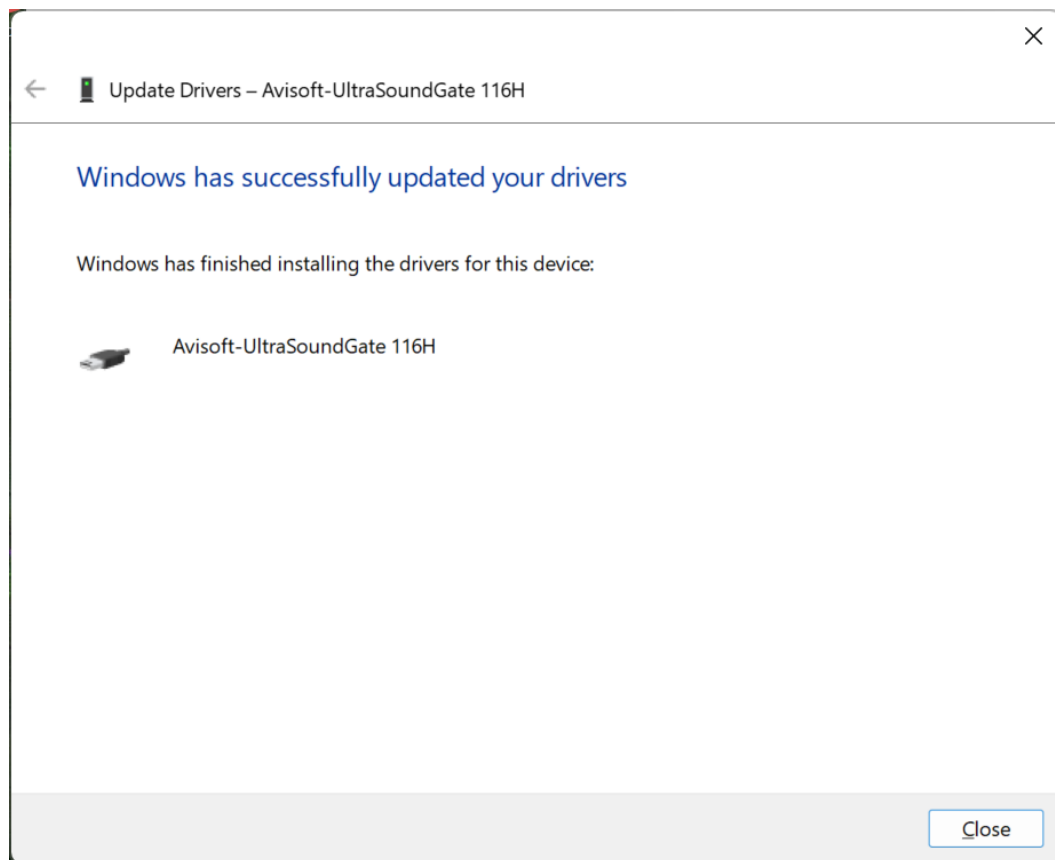 Update Drivers – Avisoft-UltraSoundGate 116H
Windows has successfully updated your drivers
Windows has finished installing the drivers for this device:
Avisoft-UltraSoundGate 116H
Close